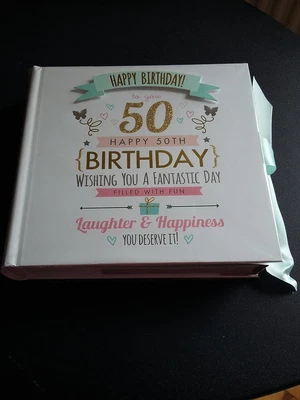 HAPPY BIRTHDAY!
to you
50
HAPPY 50TH
{BIRTHDAY}
WISHING YOU A FANTASTIC DAY
FILLED WITH FUN
Laughter & Happiness
YOU DESERVE IT!